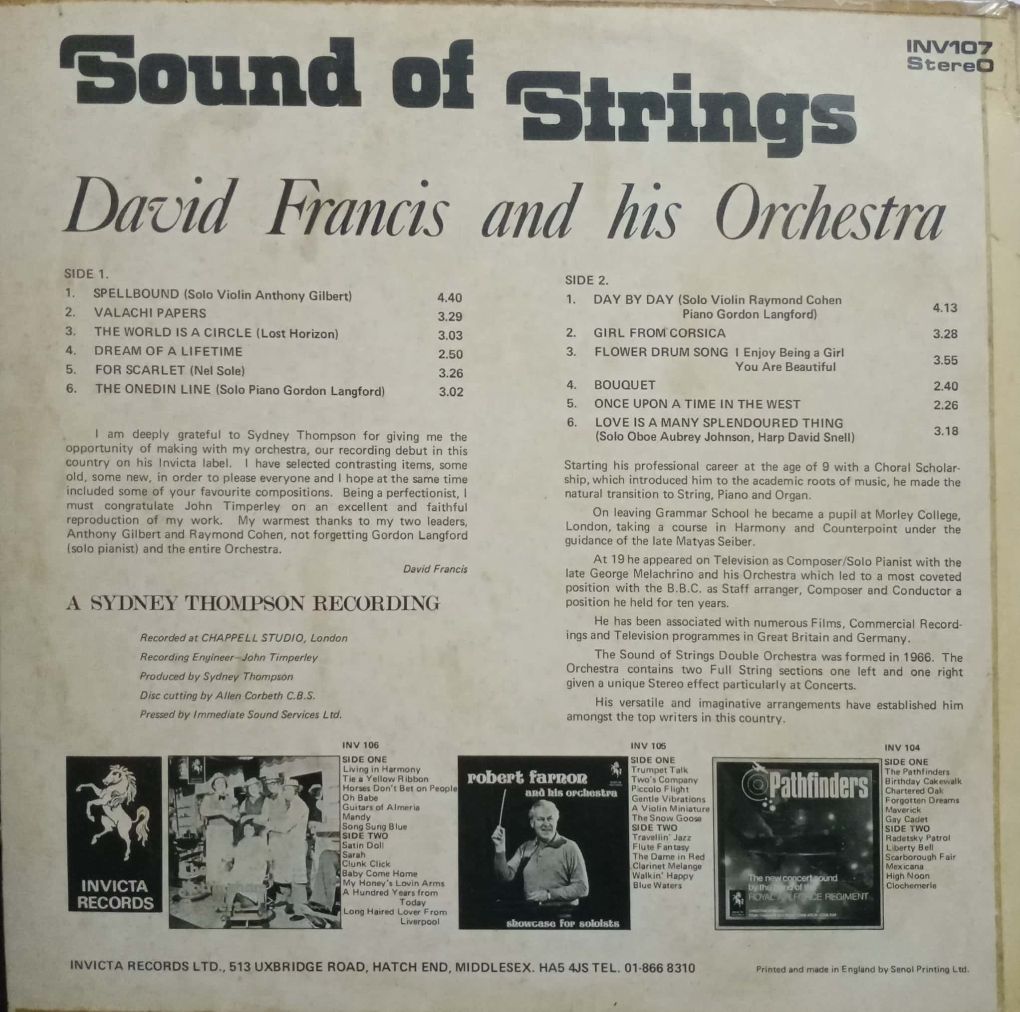 INV107
StereO
Sound of Strings
David Francis and his Orchestra
SIDE 1.
1. SPELLBOUND (Solo Violin Anthony Gilbert) 4.40
2. VALACHI PAPERS 3.29
3. THE WORLD IS A CIRCLE (Lost Horizon) 3.03
4. DREAM OF A LIFETIME 2.50
5. FOR SCARLET (Nel Sole) 3.26
6. THE ONEDIN LINE (Solo Piano Gordon Langford) 3.02
I am deeply grateful to Sydney Thompson for giving me the
opportunity of making with my orchestra, our recording debut in this
country on his Invicta label. I have selected contrasting items, some
old, some new, in order to please everyone and I hope at the same time
included some of your favourite compositions. Being a perfectionist, I
must congratulate John Timperley on an excellent and faithful
reproduction of my work. My warmest thanks to my two leaders,
Anthony Gilbert and Raymond Cohen, not forgetting Gordon Langford
(solo pianist) and the entire Orchestra.
David Francis
A SYDNEY THOMPSON RECORDING
Recorded at CHAPPELL STUDIO, London
Recording Engineer—John Timperley
Produced by Sydney Thompson
Disc cutting by Allen Corbeth C.B.S.
Pressed by Immediate Sound Services Ltd.
SIDE 2.
1. DAY BY DAY (Solo Violin Raymond Cohen
Piano Gordon Langford) 4.13
2. GIRL FROM CORSICA 3.28
3. FLOWER DRUM SONG I Enjoy Being a Girl
You Are Beautiful 3.55
4. BOUQUET 2.40
5. ONCE UPON A TIME IN THE WEST 2.26
6. LOVE IS A MANY SPLENDOURED THING
(Solo Oboe Aubrey Johnson, Harp David Snell) 3.18
Starting his professional career at the age of 9 with a Choral Scholar-
ship, which introduced him to the academic roots of music, he made the
natural transition to String, Piano and Organ.
On leaving Grammar School he became a pupil at Morley College,
London, taking a course in Harmony and Counterpoint under the
guidance of the late Matyas Seiber.
At 19 he appeared on Television as Composer/Solo Pianist with the
late George Melachrino and his Orchestra which led to a most coveted
position with the B.B.C. as Staff arranger, Composer and Conductor a
position he held for ten years.
He has been associated with numerous Films, Commercial Record-
ings and Television programmes in Great Britain and Germany.
The Sound of Strings Double Orchestra was formed in 1966. The
Orchestra contains two Full String sections one left and one right
given a unique Stereo effect particularly at Concerts.
His versatile and imaginative arrangements have established him
amongst the top writers in this country.
INVICTA
RECORDS
INV 106
SIDE ONE
Living in Harmony
Tie a Yellow Ribbon
Horses Don't Bet on People
Oh Babe
Guitars of Almeria
Mandy
Song Sung Blue
SIDE TWO
Satin Doll
Sarah
Clunk Click
Baby Come Home
My Honey's Lovin Arms
A Hundred Years from
Today
Long Haired Lover From
Liverpool
robert farnon
and his orchestra
showcase for soloists
INV 105
SIDE ONE
Trumpet Talk
Two's Company
Piccolo Flight
Gentle Vibrations
A Violin Miniature
The Snow Goose
SIDE TWO
Travellin' Jazz
Flute Fantasy
The Dame in Red
Clarinet Melange
Walkin' Happy
Blue Waters
Pathfinders
The new concert sound
by the band of the
ROYAL AIR FORCE REGIMENT
INV 104
SIDE ONE
The Pathfinders
Birthday Cakewalk
Chartered Oak
Forgotten Dreams
Maverick
Gay Cadet
SIDE TWO
Radetsky Patrol
Liberty Bell
Scarborough Fair
Mexicana
High Noon
Clochemerle
INVICTA RECORDS LTD., 513 UXBRIDGE ROAD, HATCH END, MIDDLESEX. HA5 4JS TEL. 01-866 8310
Printed and made in England by Senol Printing Ltd.